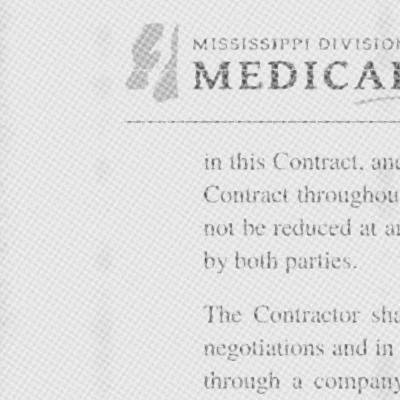 MISSISSIPPI DIVISION
MEDICAI
in this Contract, and
Contract throughou
not be reduced at a
by both parties.
The Contractor sha
negotiations and in
through a company